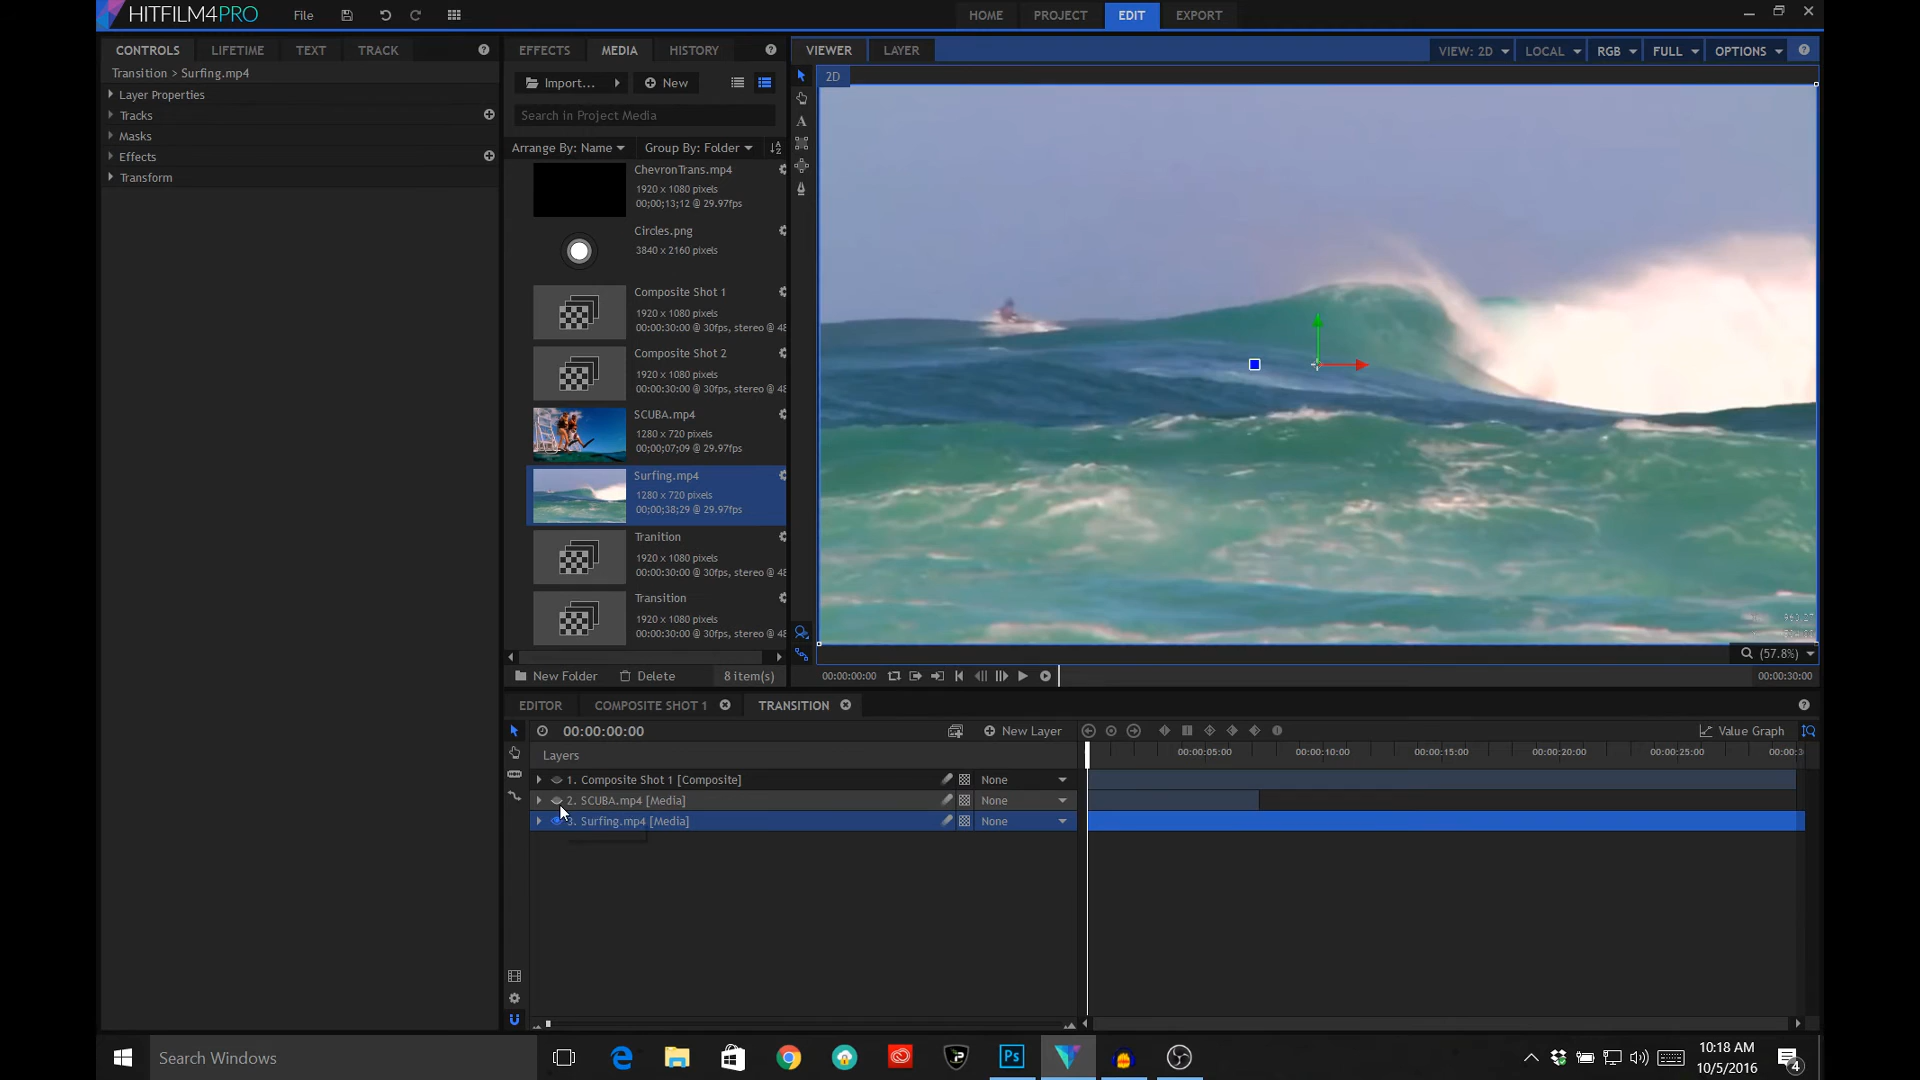 HITFILM4PRO
File
HOME
PROJECT
EDIT
EXPORT
CONTROLS
LIFETIME
TEXT
TRACK
Transition > Surfing.mp4
Layer Properties
Tracks
Masks
Effects
Transform
EFFECTS
MEDIA
HISTORY
Import...
New
Search in Project Media
Arrange By: Name
Group By: Folder
ChevronTrans.mp4
1920 x 1080 pixels
00;00;13;12 @ 29.97fps
Circles.png
3840 x 2160 pixels
Composite Shot 1
1920 x 1080 pixels
00:00:30:00 @ 30fps, stereo @ 48
Composite Shot 2
1920 x 1080 pixels
00:00:30:00 @ 30fps, stereo @ 48
SCUBA.mp4
1280 x 720 pixels
00;00;07;09 @ 29.97fps
Surfing.mp4
1280 x 720 pixels
00;00;38;29 @ 29.97fps
Tranition
1920 x 1080 pixels
00:00:30:00 @ 30fps, stereo @ 48
Transition
1920 x 1080 pixels
00:00:30:00 @ 30fps, stereo @ 48
New Folder
Delete
8 item(s)
VIEWER
LAYER
VIEW: 2D
LOCAL
RGB
FULL
OPTIONS
2D
(57.8%)
00:00:00:00
00:00:30:00
EDITOR
COMPOSITE SHOT 1
TRANSITION
00:00:00:00
New Layer
Value Graph
Layers
00:00:05:00
00:00:10:00
00:00:15:00
00:00:20:00
00:00:25:00
00:00:3
1. Composite Shot 1 [Composite]
None
2. SCUBA.mp4 [Media]
None
3. Surfing.mp4 [Media]
None
Search Windows
Ps
10:18 AM
10/5/2016
4